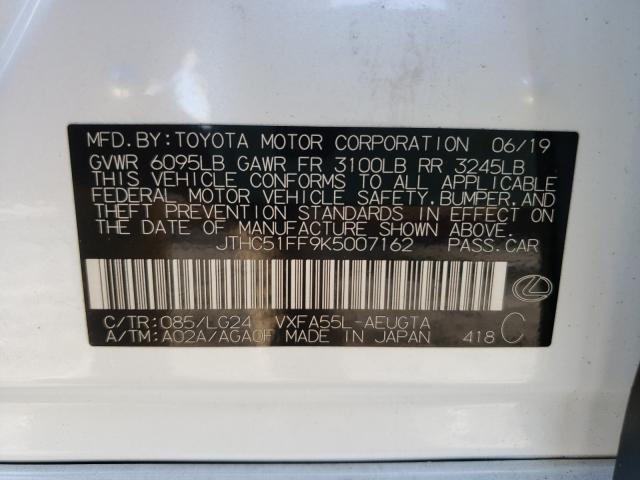 MFD.BY:TOYOTA MOTOR CORPORATION 06/19
GVWR 6095LB GAWR FR 3100LB RR 3245LB
THIS VEHICLE CONFORMS TO ALL APPLICABLE
FEDERAL MOTOR VEHICLE SAFETY,BUMPER,AND
THEFT PREVENTION STANDARDS IN EFFECT ON
THE DATE OF MANUFACTURE SHOWN ABOVE.
JTHC51FF9K5007162 PASS.CAR
C/TR:085/LG24 VXFA55L-AEUGTA
A/TM:A02A/AGA0F MADE IN JAPAN 418 C